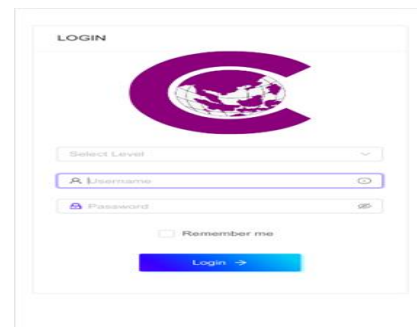 LOGIN
Select Level
Username
Password
Remember me
Login →